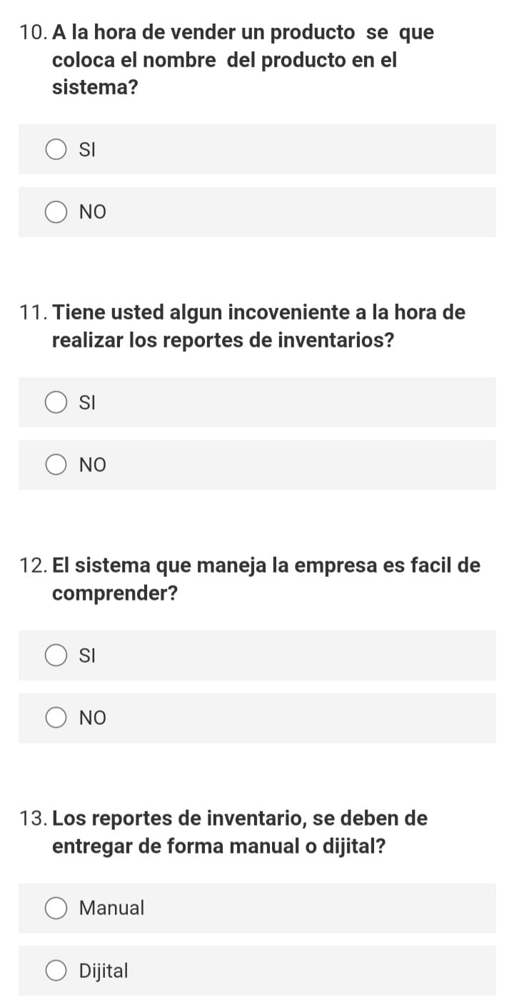 10. A la hora de vender un producto se que
coloca el nombre del producto en el
sistema?
SI
NO
11. Tiene usted algun incoveniente a la hora de
realizar los reportes de inventarios?
SI
NO
12. El sistema que maneja la empresa es facil de
comprender?
SI
NO
13. Los reportes de inventario, se deben de
entregar de forma manual o dijital?
Manual
Dijital